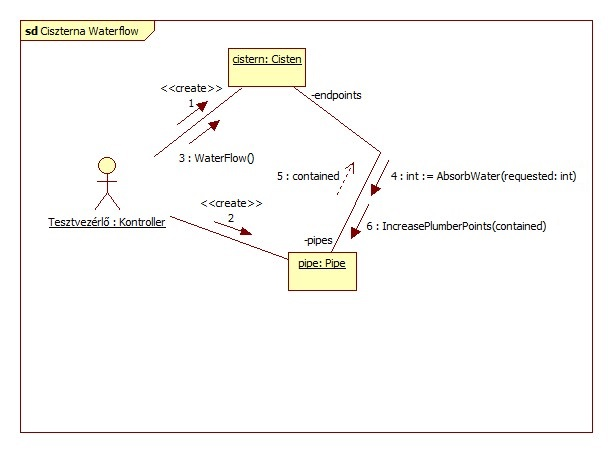 sd Ciszterna Waterflow
cistern: Cisten
<<create>>
1
-endpoints
3 : WaterFlow()
5 : contained
4 : int := AbsorbWater(requested: int)
<<create>>
2
Tesztvezérlő : Kontroller
6 : IncreasePlumberPoints(contained)
-pipes
pipe: Pipe